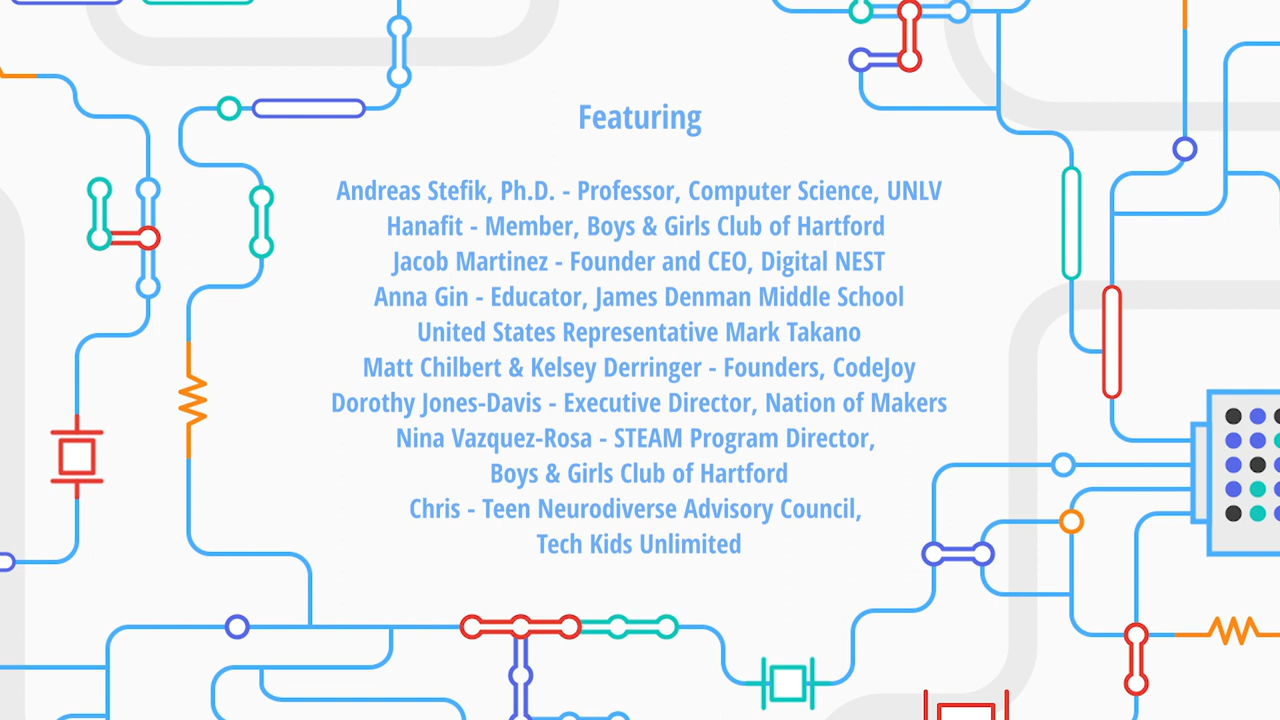 Featuring
Andreas Stefik, Ph.D. - Professor, Computer Science, UNLV
Hanafit - Member, Boys & Girls Club of Hartford
Jacob Martinez - Founder and CEO, Digital NEST
Anna Gin - Educator, James Denman Middle School
United States Representative Mark Takano
Matt Chilbert & Kelsey Derringer - Founders, CodeJoy
Dorothy Jones-Davis - Executive Director, Nation of Makers
Nina Vazquez-Rosa - STEAM Program Director,
Boys & Girls Club of Hartford
Chris - Teen Neurodiverse Advisory Council,
Tech Kids Unlimited